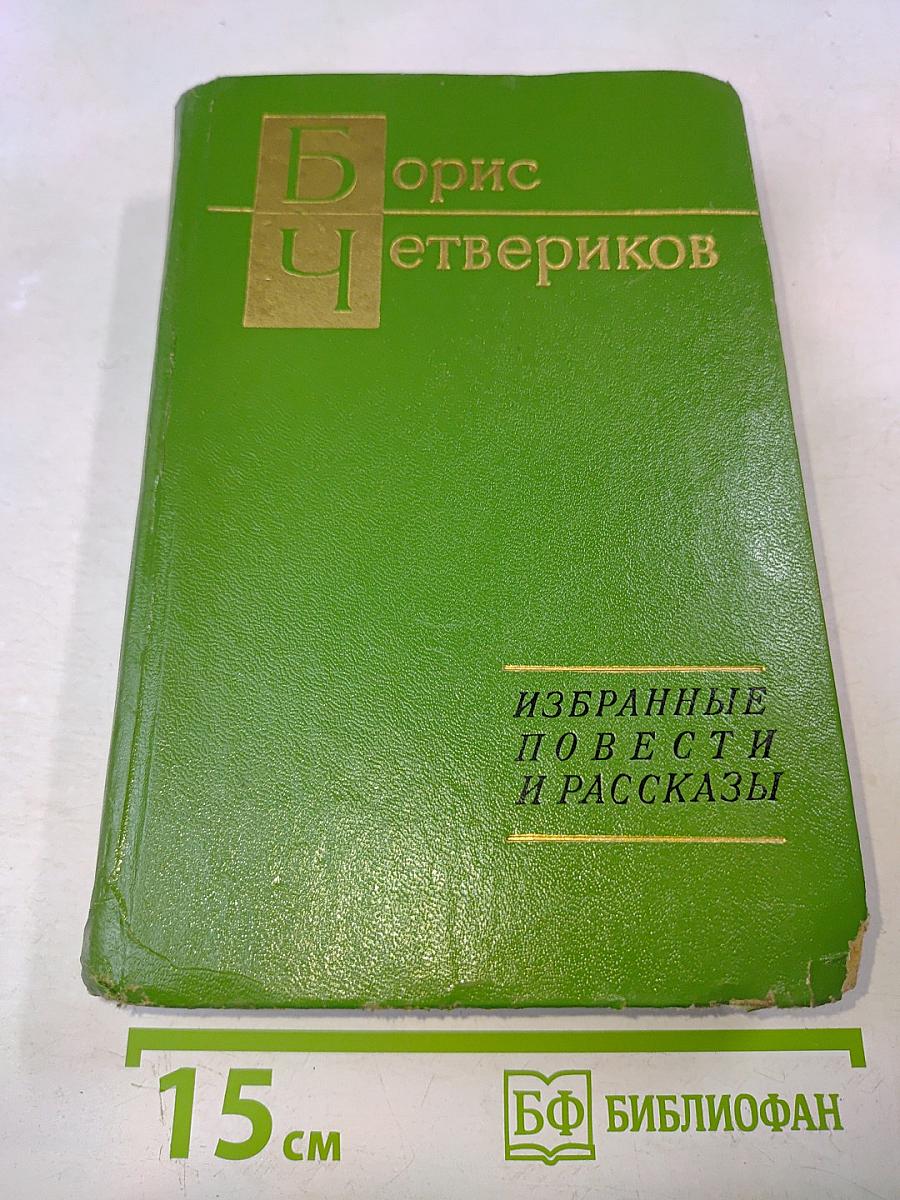 Борис
Четвериков
ИЗБРАННЫЕ
ПОВЕСТИ
И РАССКАЗЫ
15 см
БФ БИБЛИОФАН